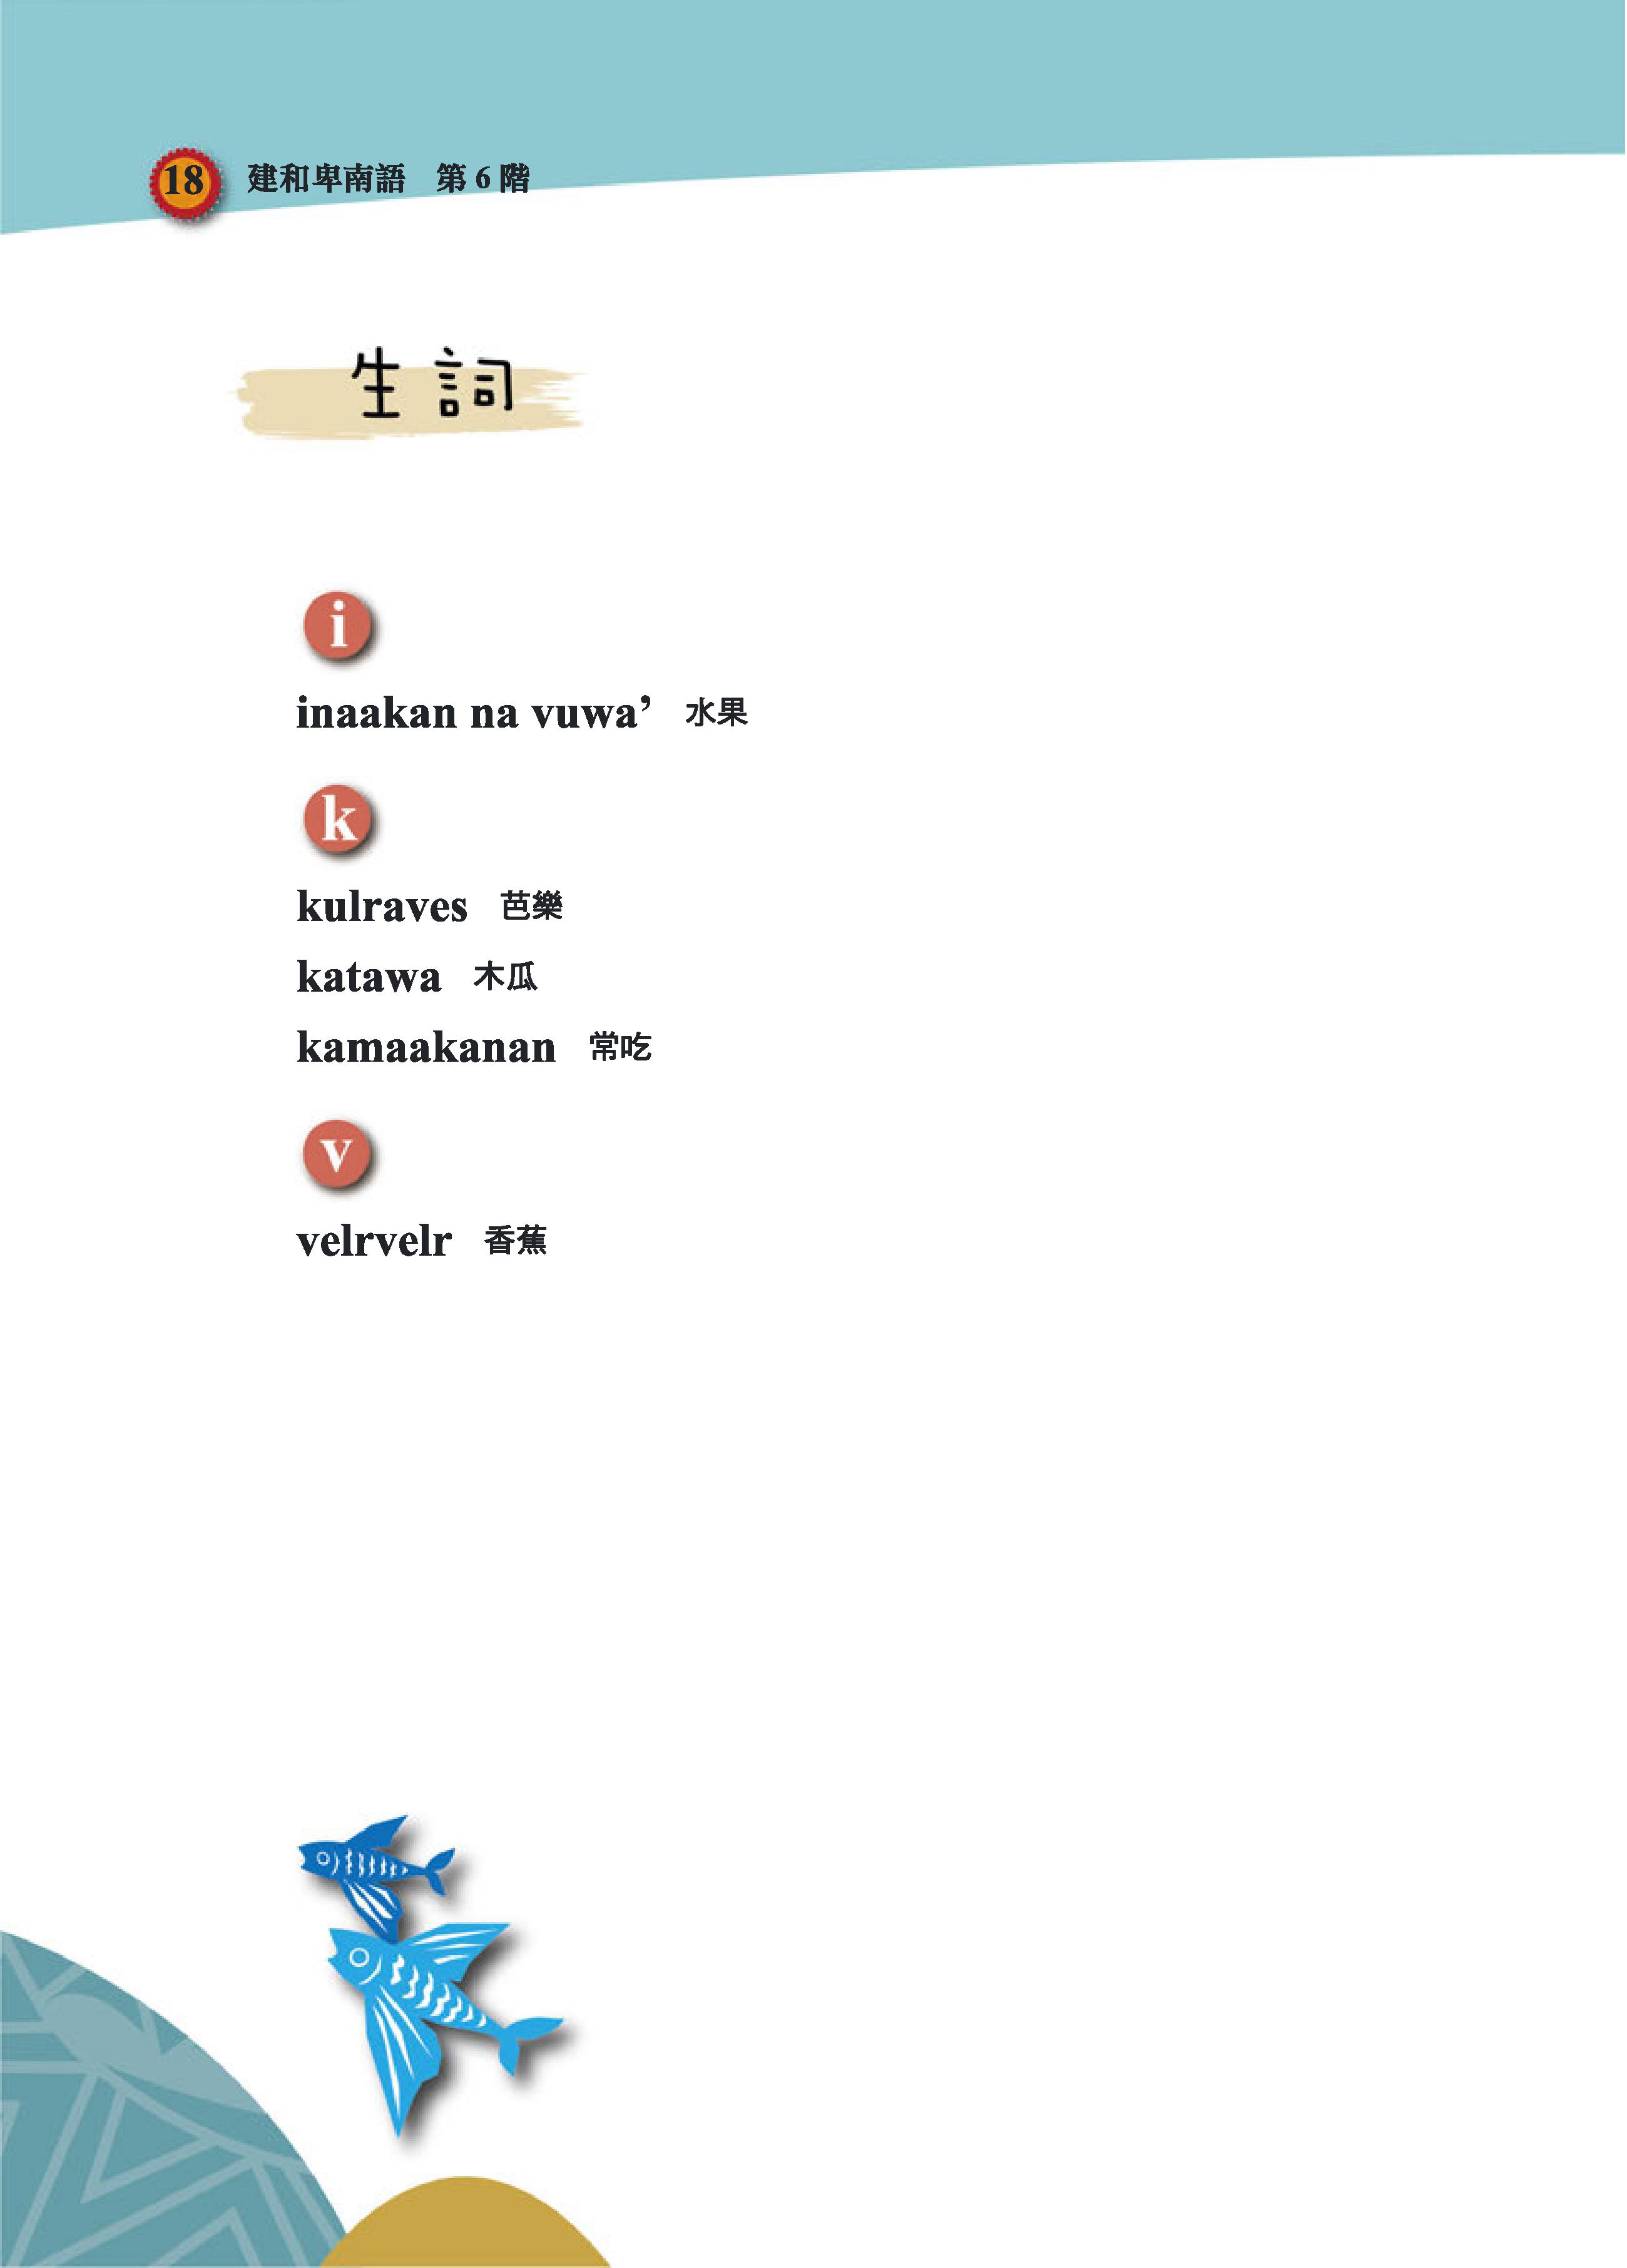 18 建和卑南語 第 6 階
生詞
i
inaakan na vuwa’ 水果
k
kulraves 芭樂
katawa 木瓜
kamaakanan 常吃
v
velrvelr 香蕉